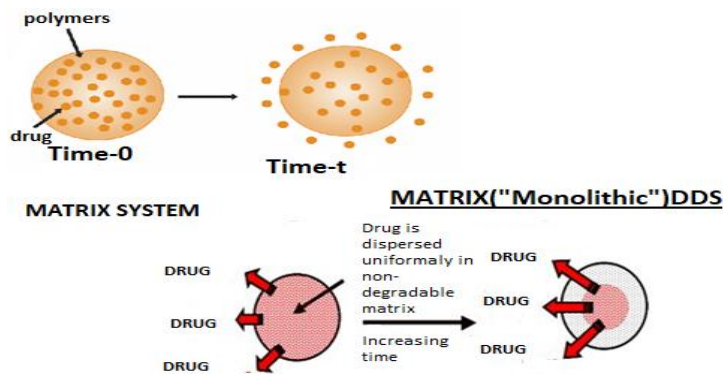 polymers
drug
Time-0
Time-t
MATRIX SYSTEM
MATRIX("Monolithic")DDS
Drug is
dispersed
uniformaly in
non-
degradable
matrix
Increasing
time
DRUG
DRUG
DRUG
DRUG
DRUG
DRUG